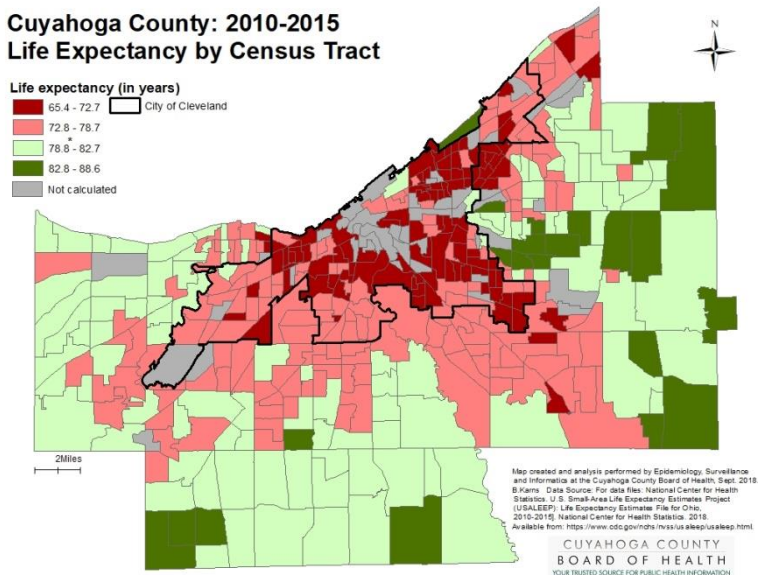 Cuyahoga County: 2010-2015
Life Expectancy by Census Tract
N
Life expectancy (in years)
65.4 - 72.7
City of Cleveland
72.8 - 78.7
78.8 - 82.7
82.8 - 88.6
Not calculated
2Miles
Map created and analysis performed by Epidemiology, Surveillance
and Informatics at the Cuyahoga County Board of Health, Sept. 2018.
B.Karns Data Source: For data files: National Center for Health
Statistics. U.S. Small-Area Life Expectancy Estimates Project
(USALEEP): Life Expectancy Estimates File for Ohio,
2010-2015]. National Center for Health Statistics. 2018.
Available from: https://www.cdc.gov/nchs/nvss/usaleep/usaleep.html.
CUYAHOGA COUNTY
BOARD OF HEALTH
YOUR TRUSTED SOURCE FOR PUBLIC HEALTH INFORMATION